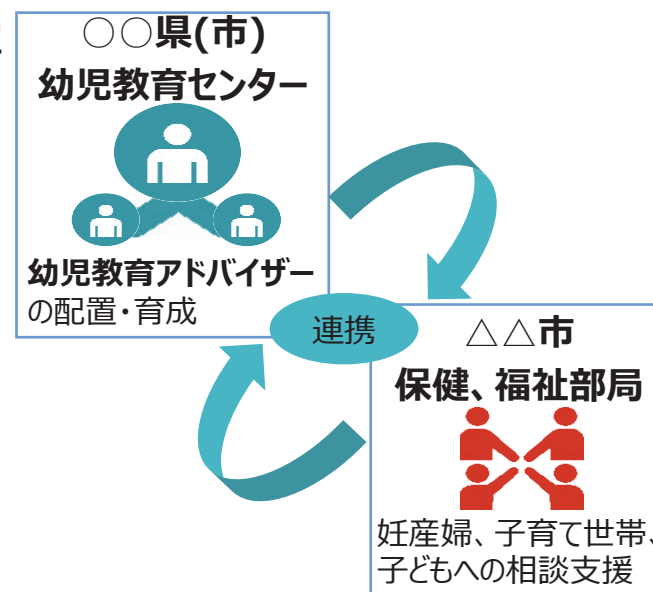 ○○県(市)
幼児教育センター
幼児教育アドバイザー
の配置・育成
連携
△△市
保健、福祉部局
妊産婦、子育て世帯、
子どもへの相談支援